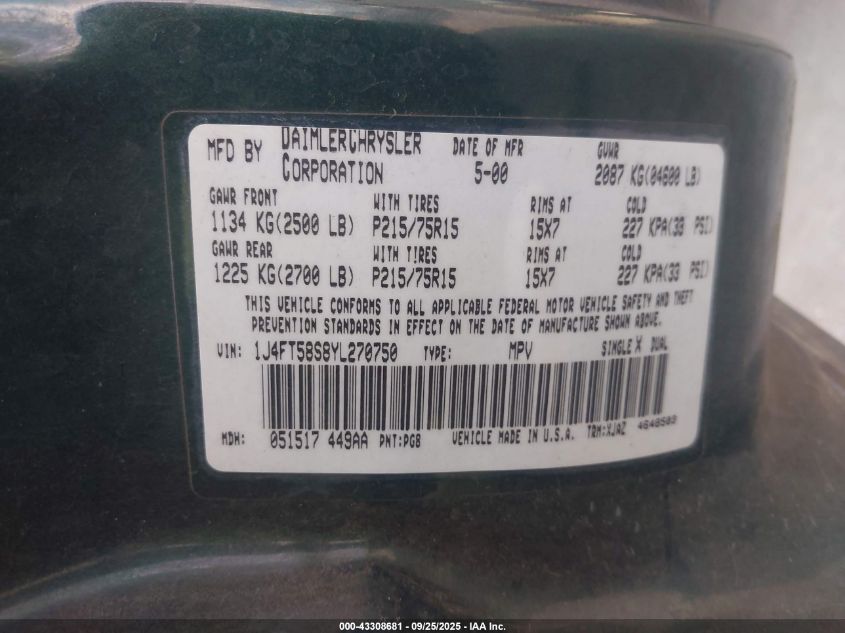 MFD BY DAIMLERCHRYSLER CORPORATION DATE OF MFR 5-00 GVWR 2087 KG(04600 LB)
GAWR FRONT WITH TIRES RIMS AT COLD
1134 KG(2500 LB) P215/75R15 15X7 227 KPA(33 PSI)
GAWR REAR WITH TIRES RIMS AT COLD
1225 KG(2700 LB) P215/75R15 15X7 227 KPA(33 PSI)
THIS VEHICLE CONFORMS TO ALL APPLICABLE FEDERAL MOTOR VEHICLE SAFETY AND THEFT
PREVENTION STANDARDS IN EFFECT ON THE DATE OF MANUFACTURE SHOWN ABOVE.
VIN: 1J4FT58S8YL270750 TYPE: MPV SINGLE X DUAL
MDH: 051517 449AA PNT:PG8 VEHICLE MADE IN U.S.A. TRM:XJAZ 4648503
000-43308681 - 09/25/2025 - IAA Inc.